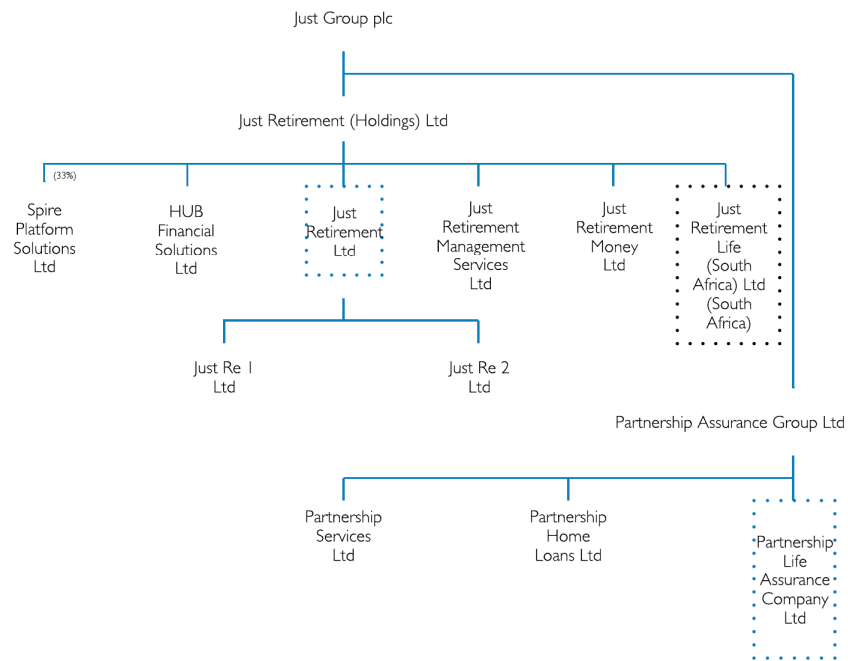 Just Group plc
Just Retirement (Holdings) Ltd
(33%)
Spire
Platform
Solutions
Ltd
HUB
Financial
Solutions
Ltd
Just
Retirement
Ltd
Just
Retirement
Management
Services
Ltd
Just
Retirement
Money
Ltd
Just
Retirement
Life
(South
Africa) Ltd
(South
Africa)
Just Re 1
Ltd
Just Re 2
Ltd
Partnership Assurance Group Ltd
Partnership
Services
Ltd
Partnership
Home
Loans Ltd
Partnership
Life
Assurance
Company
Ltd